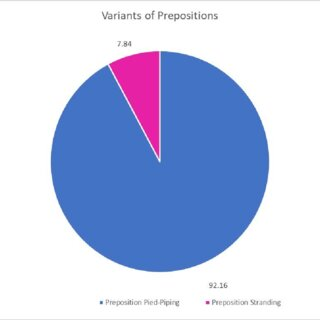 Variants of Prepositions
7.84
92.16
Preposition Pied-Piping Preposition Stranding